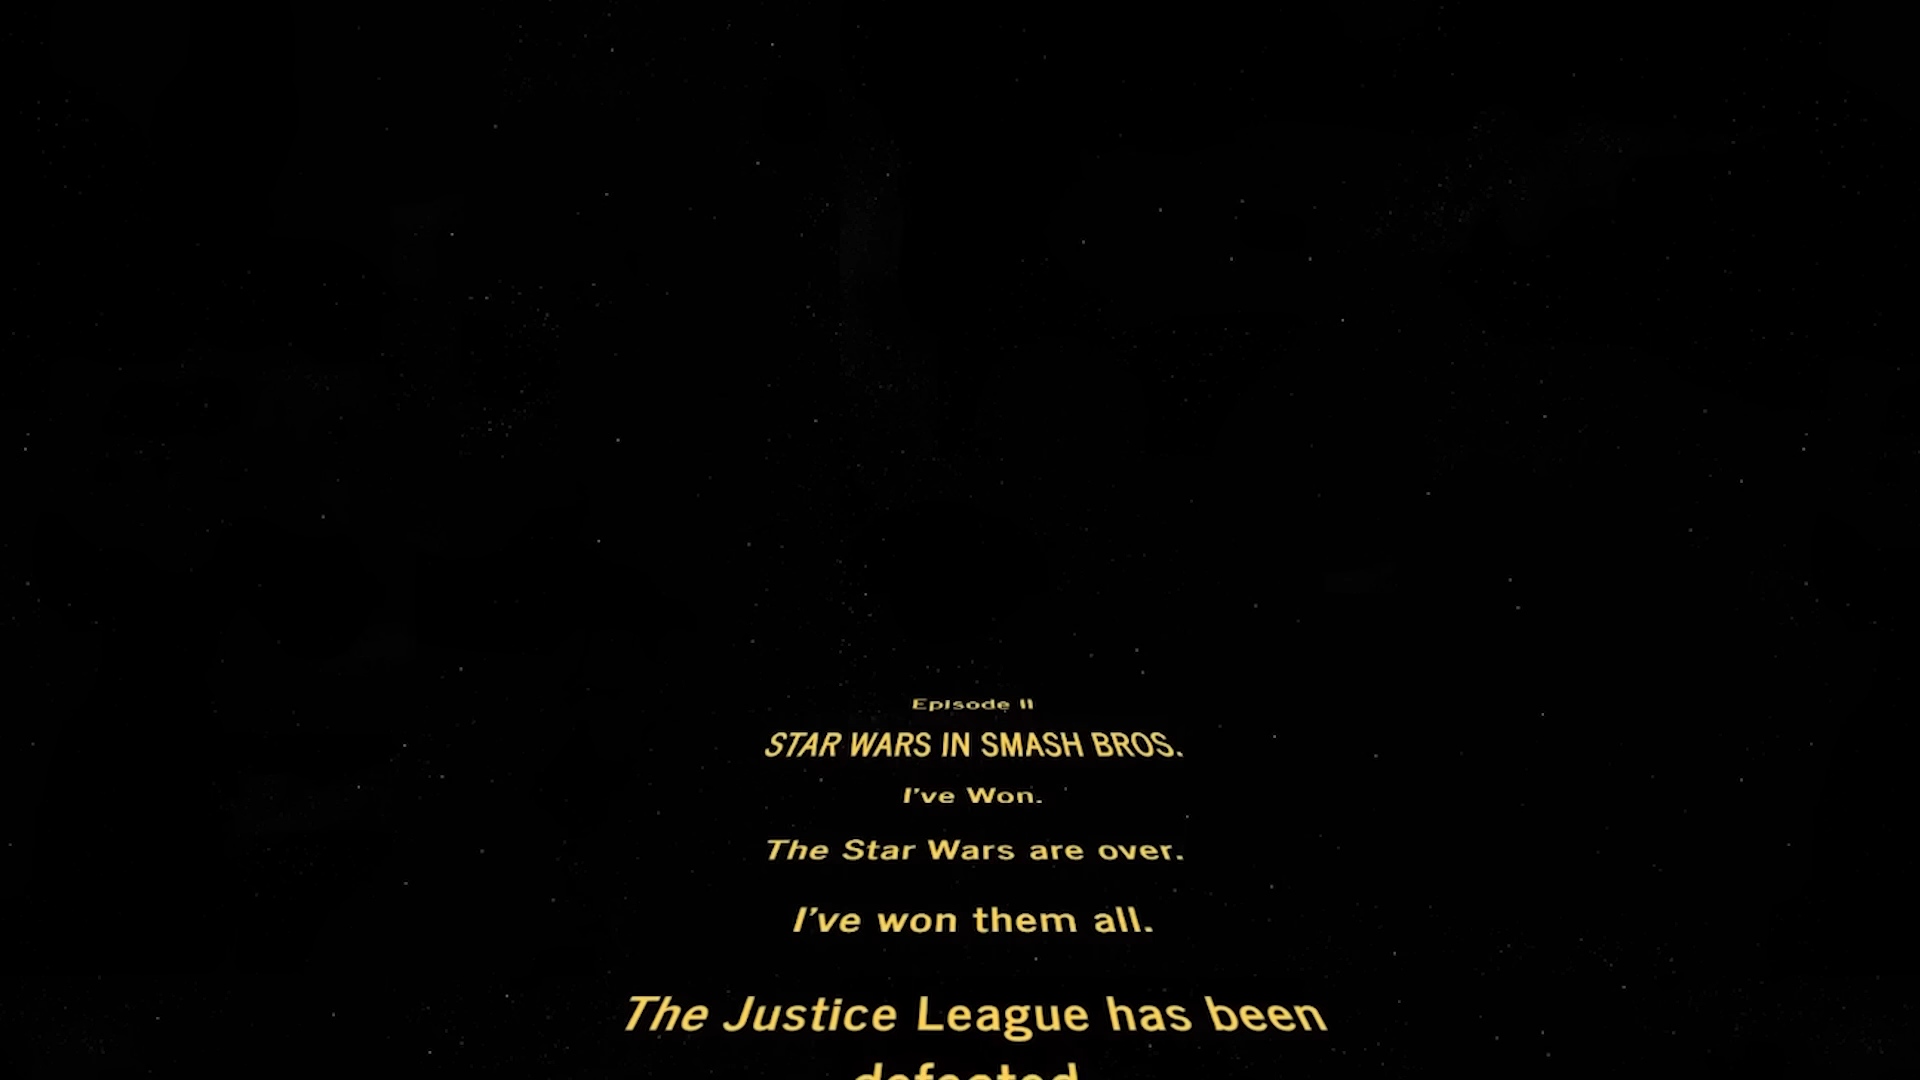 Episode II
STAR WARS IN SMASH BROS.
I've Won.
The Star Wars are over.
I've won them all.
The Justice League has been
defeated